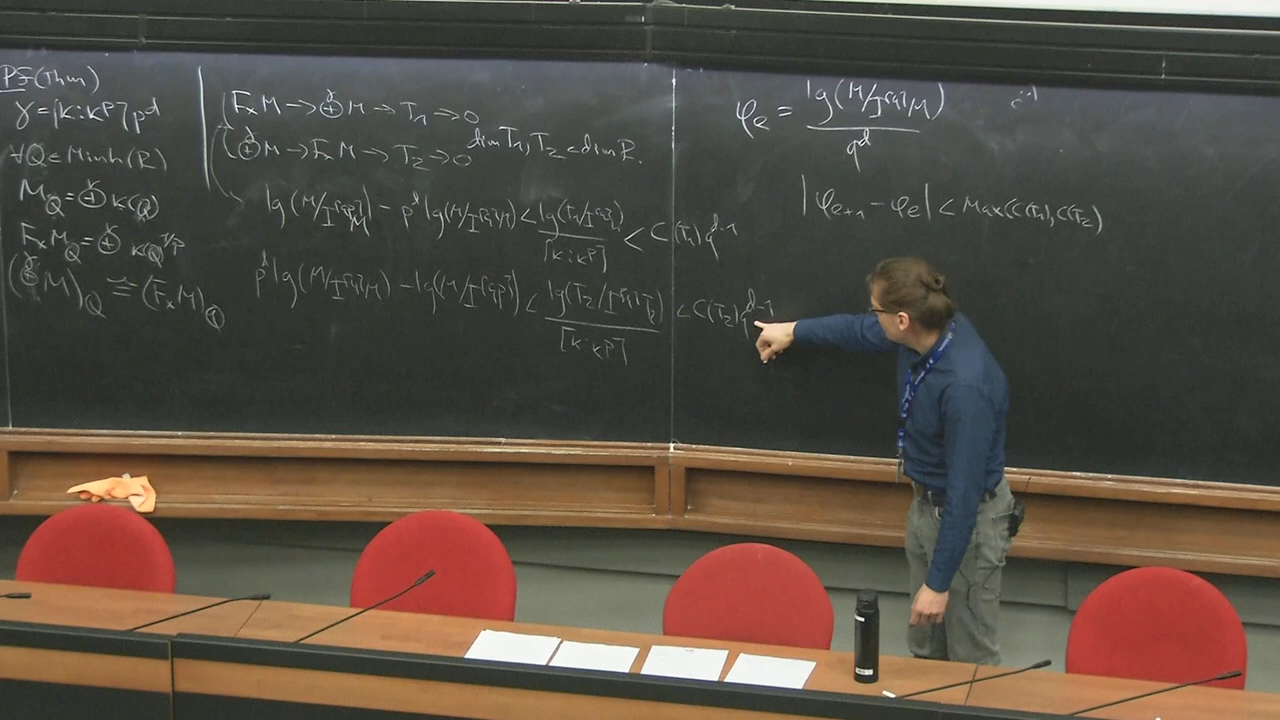 Pf(Thm)
γ=[k:k^p]p^d
∀Q∈Minh(R)
M_Q=⊕^γ K(Q)
F_*M_Q=⊕^γ K(Q)^{1/p}
(⊕^γ M)_Q ≅ (F_*M)_Q
F_*M → ⊕^γ M → T_1 → 0
⊕^γ M → F_*M → T_2 → 0 dim T_1, T_2 < dim R.
lg(M/I^{[qp]}M) - p^d lg(M/I^{[q]}M) < lg(T_1/I^{[q]}T_1)/[k:k^p] < C(T_1)q^{d-1}
p^d lg(M/I^{[q]}M) - lg(M/I^{[qp]}) < lg(T_2/I^{[q]}T_2)/[k:k^p] < C(T_2)q^{d-1}
φ_e = lg(M/I^{[q]}M)/q^d
|φ_{e+1} - φ_e| < Max(C(T_1), C(T_2))